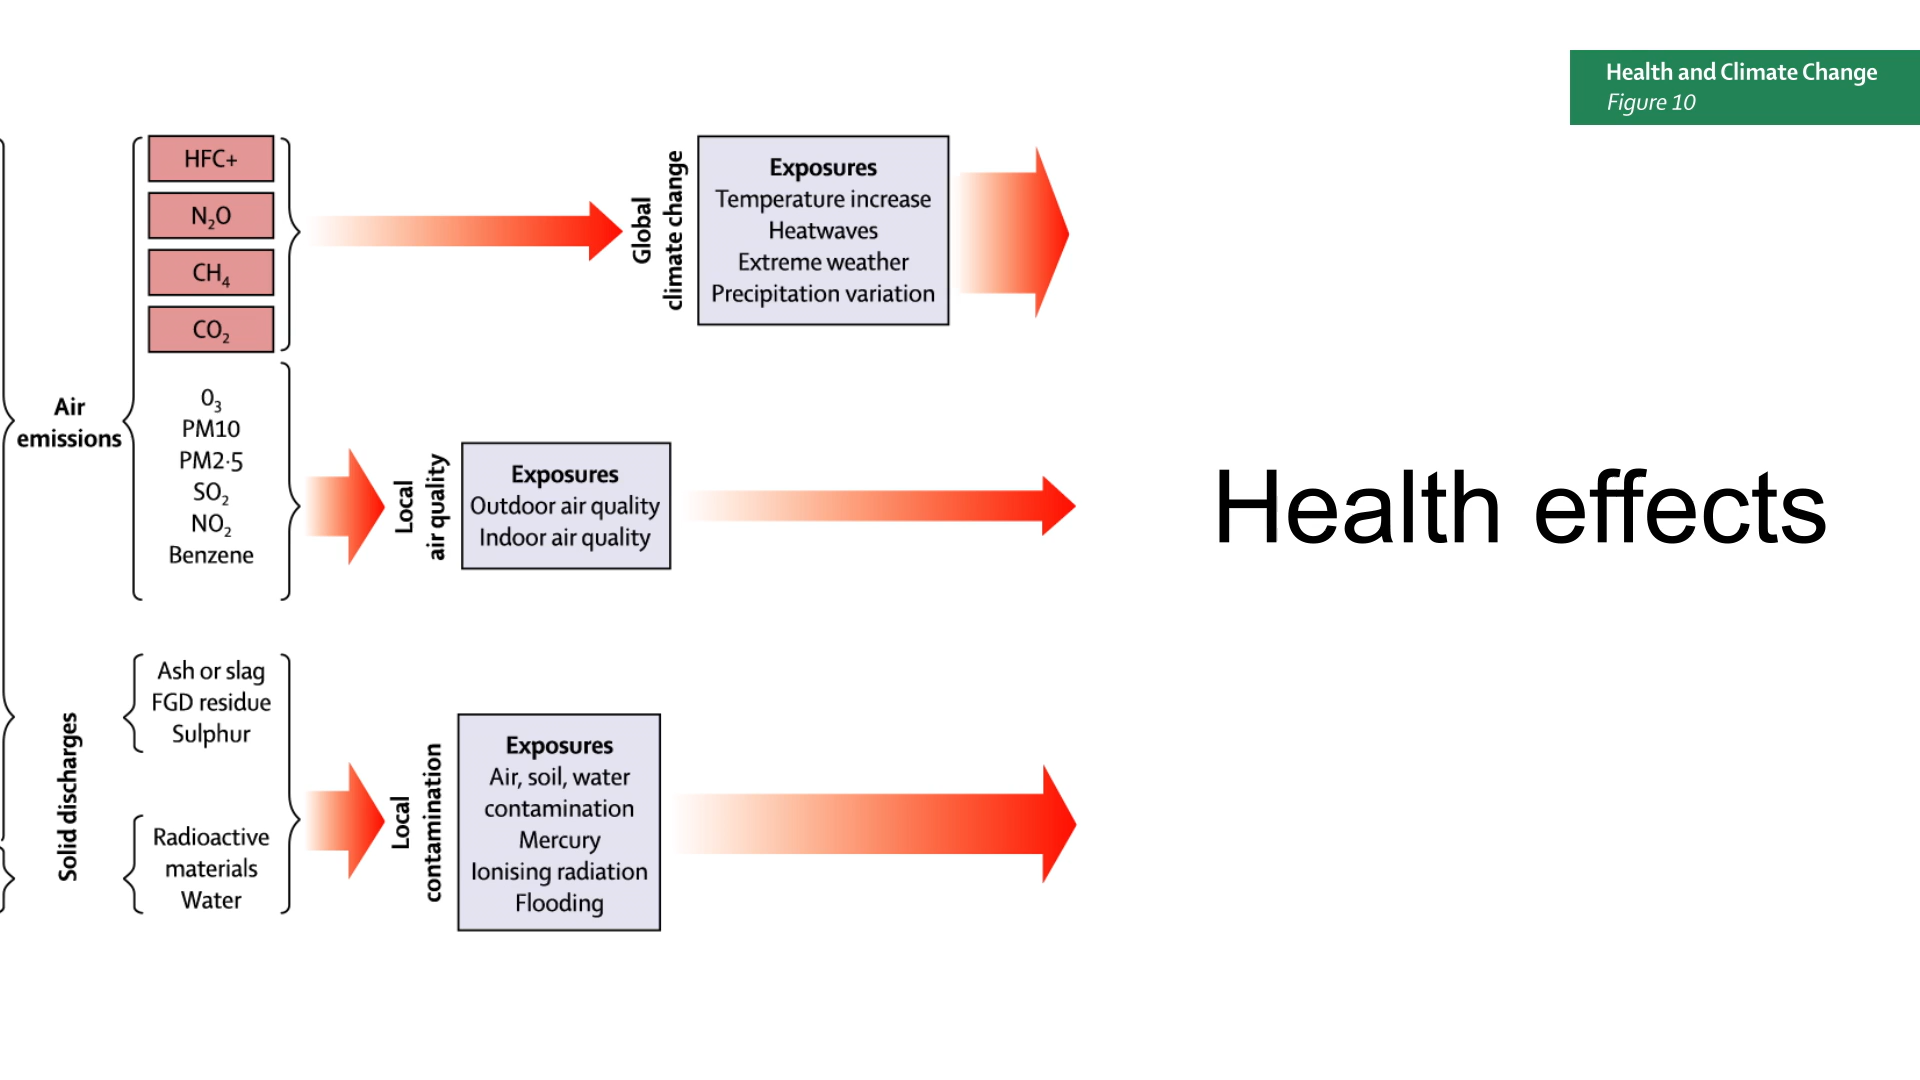 Health and Climate Change
Figure 10
Air
emissions
HFC+
N₂O
CH₄
CO₂
O₃
PM10
PM2·5
SO₂
NO₂
Benzene
Global
climate change
Exposures
Temperature increase
Heatwaves
Extreme weather
Precipitation variation
Local
air quality
Exposures
Outdoor air quality
Indoor air quality
Health effects
Solid discharges
Ash or slag
FGD residue
Sulphur
Radioactive
materials
Water
Local
contamination
Exposures
Air, soil, water
contamination
Mercury
Ionising radiation
Flooding